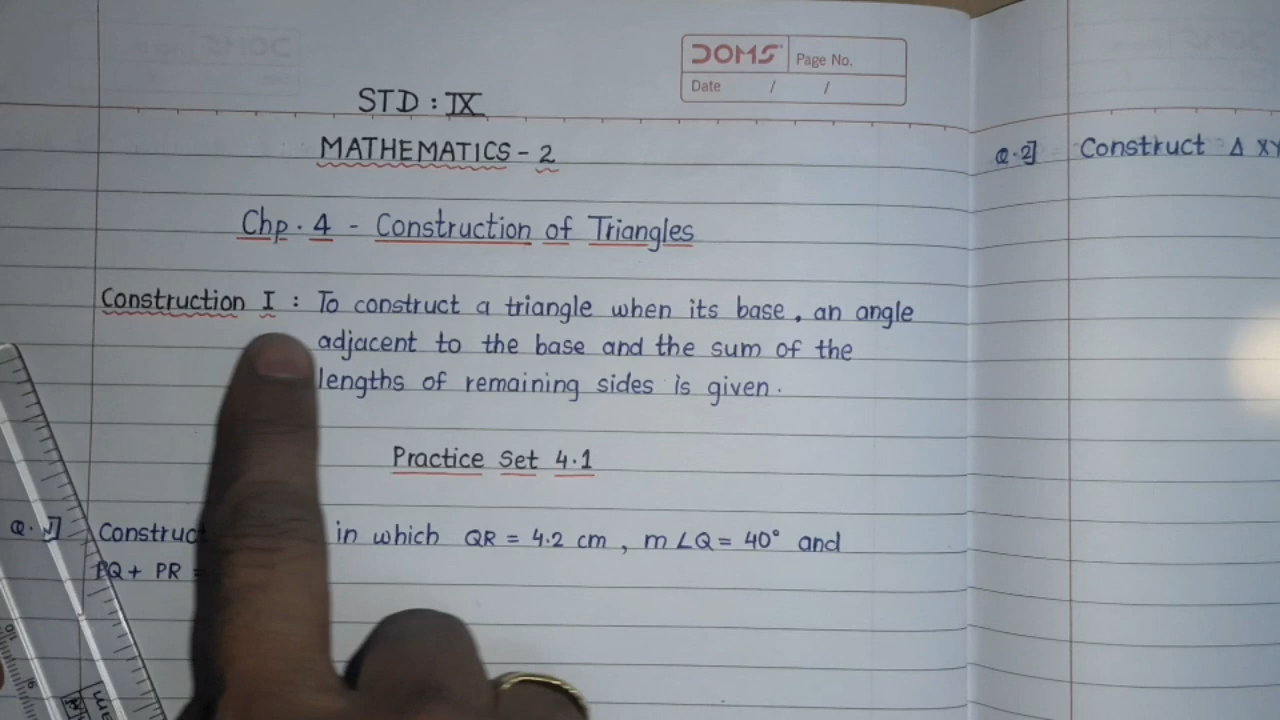 DOMS Page No.
Date / /
STD : IX
MATHEMATICS - 2
Chp. 4 - Construction of Triangles
Construction I : To construct a triangle when its base, an angle
adjacent to the base and the sum of the
lengths of remaining sides is given.
Practice Set 4.1
Q. 1] Construct in which QR = 4.2 cm, m∠Q = 40° and
PQ + PR =
Q.2] Construct Δ XY